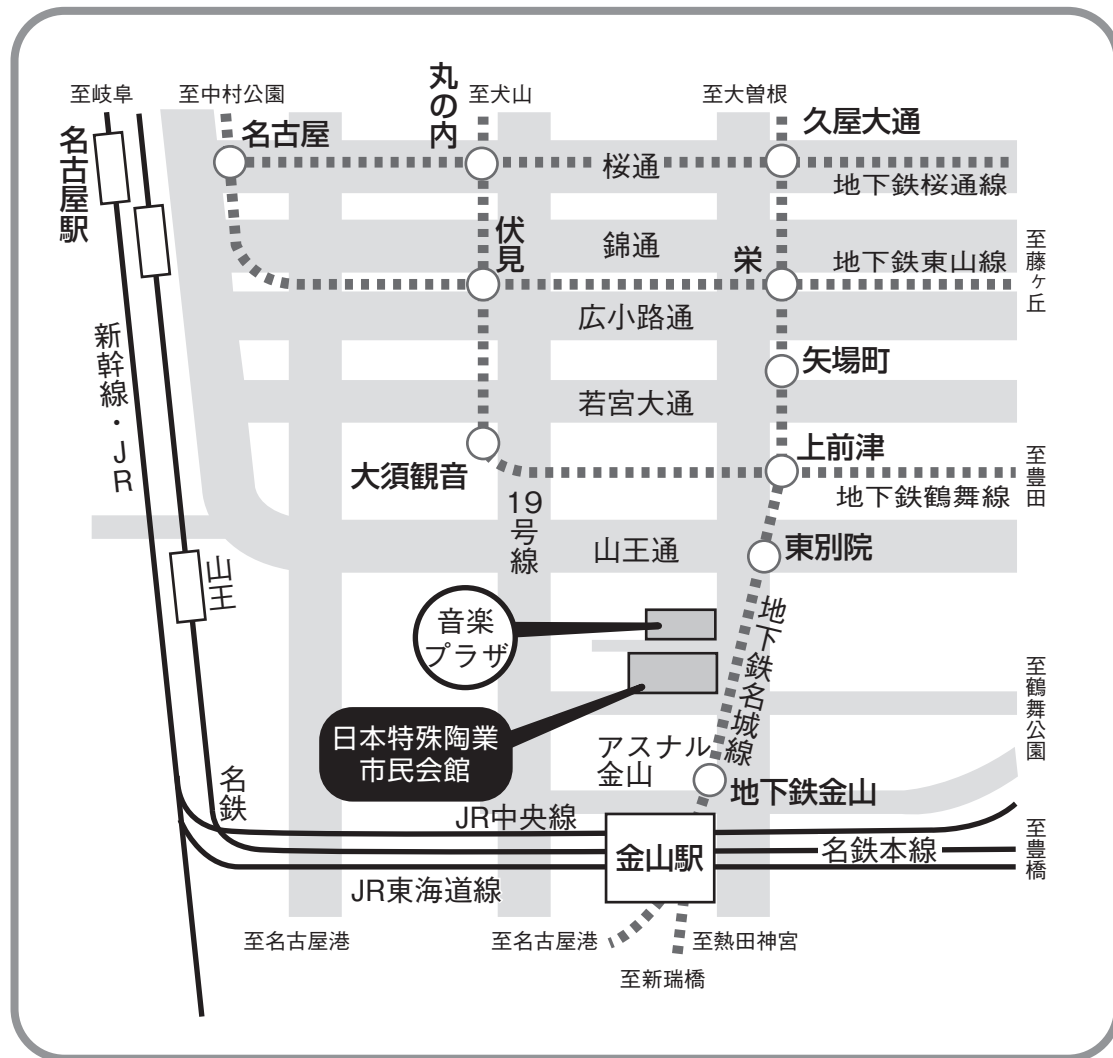 至岐阜
至中村公園
丸の内
至犬山
至大曽根
名古屋駅
名古屋
久屋大通
桜通
地下鉄桜通線
伏見
錦通
栄
地下鉄東山線
至藤ヶ丘
広小路通
新幹線・JR
矢場町
若宮大通
大須観音
上前津
至豊田
19号線
地下鉄鶴舞線
山王通
東別院
山王
音楽
プラザ
地下鉄名城線
至鶴舞公園
日本特殊陶業
市民会館
アスナル
金山
名鉄
地下鉄金山
JR中央線
金山駅
名鉄本線
至豊橋
JR東海道線
至名古屋港
至名古屋港
至熱田神宮
至新瑞橋